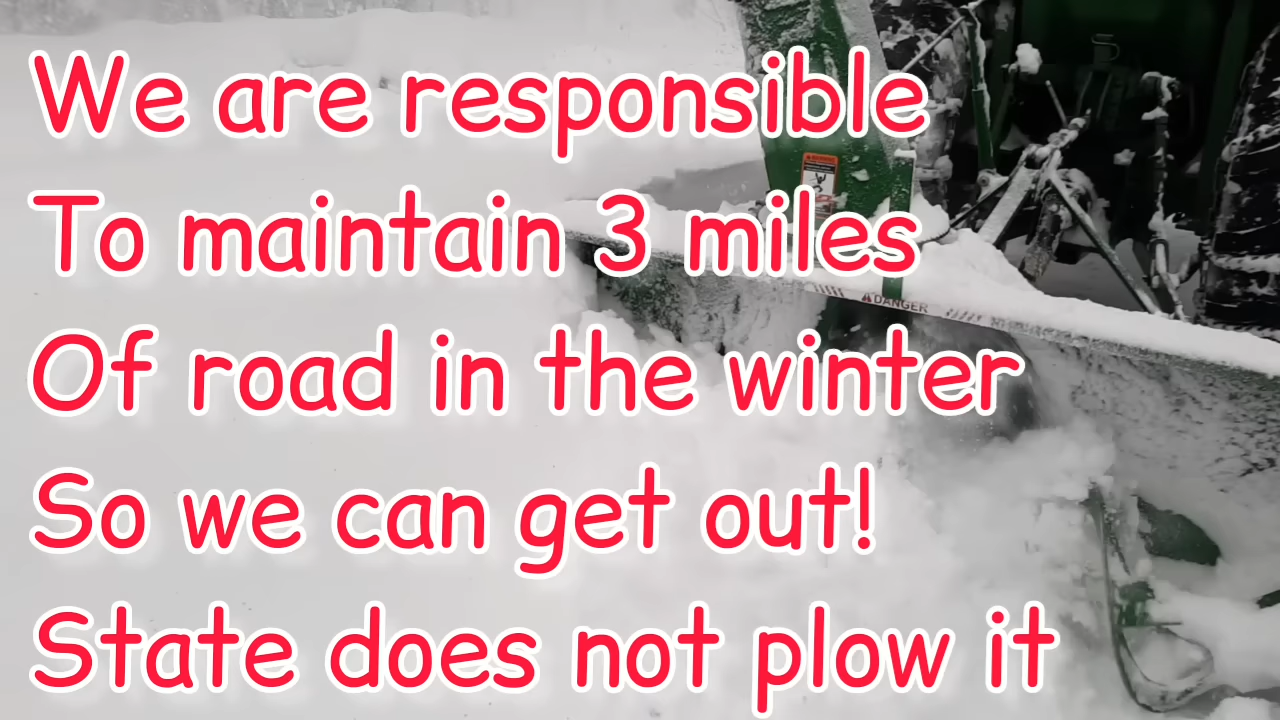 We are responsible
To maintain 3 miles
Of road in the winter
So we can get out!
State does not plow it
DANGER